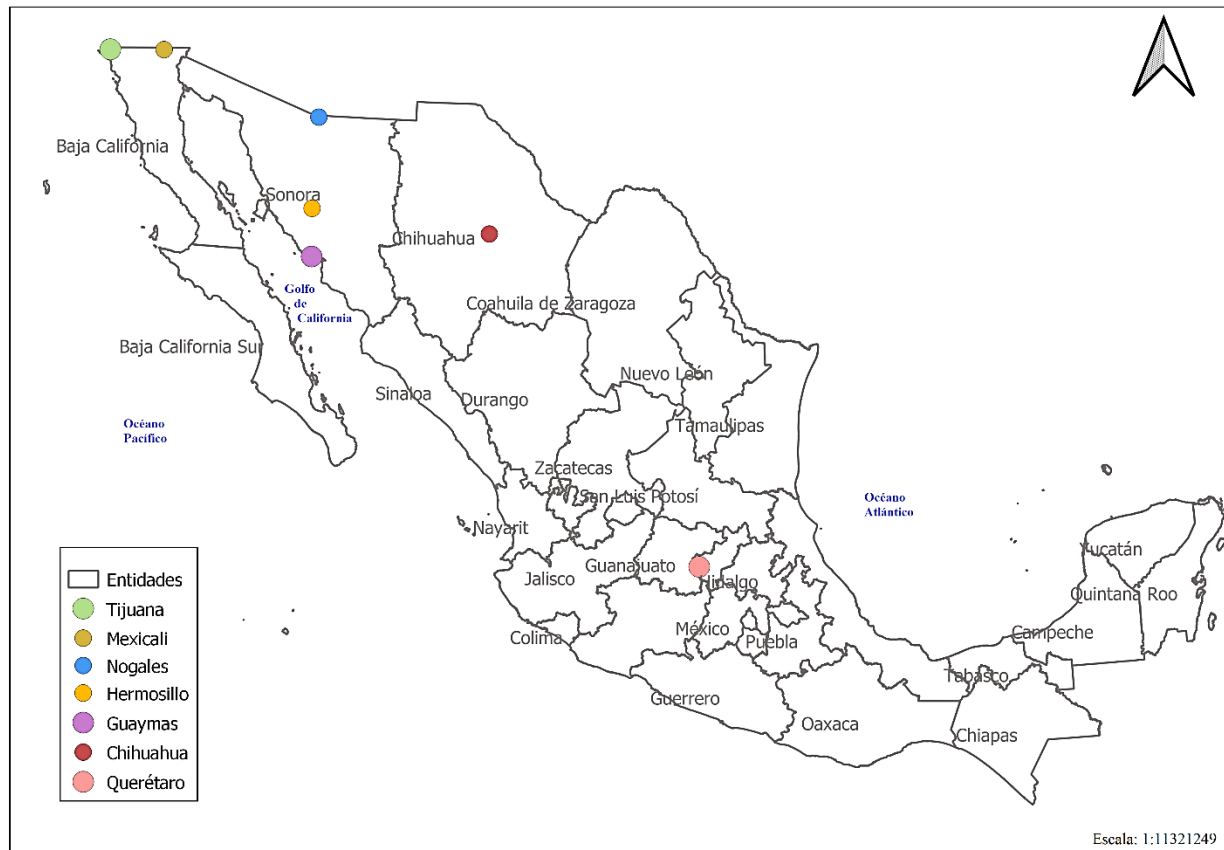 Baja California
Sonora
Chihuahua
Golfo
de
California
Coahuila de Zaragoza
Baja California Sur
Nuevo León
Sinaloa
Durango
Océano
Pacífico
Tamaulipas
Zacatecas
San Luis Potosí
Océano
Atlántico
Nayarit
Yucatán
Jalisco
Guanajuato
Hidalgo
Quintana Roo
Colima
México
Puebla
Campeche
Tabasco
Guerrero
Oaxaca
Chiapas
Entidades
Tijuana
Mexicali
Nogales
Hermosillo
Guaymas
Chihuahua
Querétaro
Escala: 1:11321249